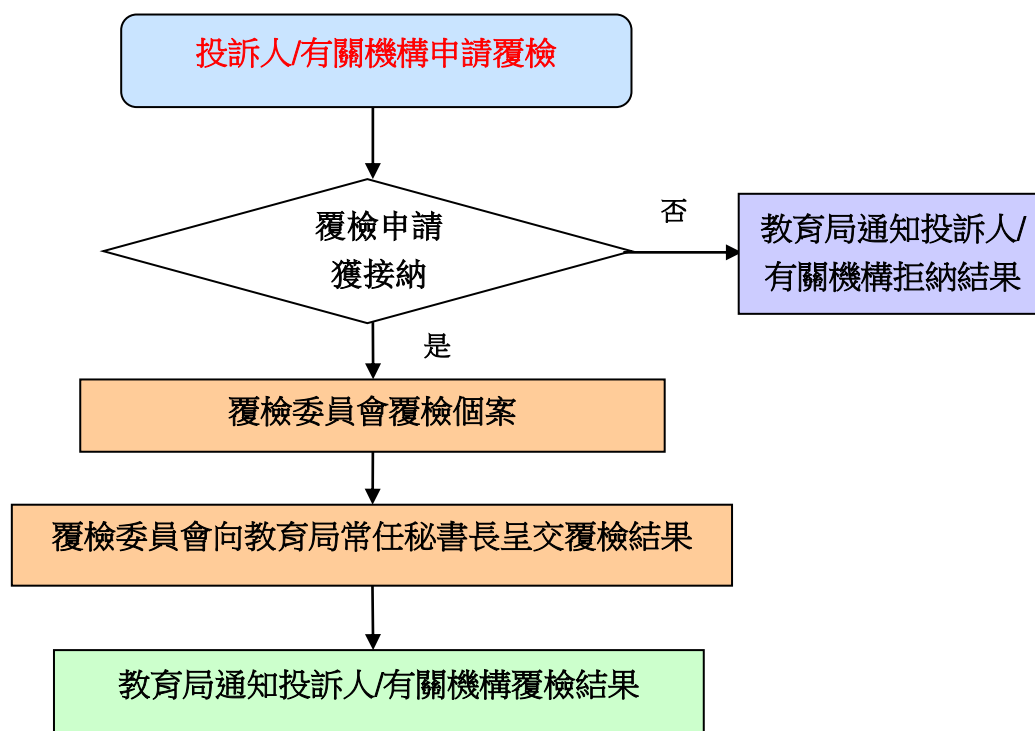 投訴人/有關機構申請覆檢
覆檢申請
獲接納
否
教育局通知投訴人/
有關機構拒納結果
是
覆檢委員會覆檢個案
覆檢委員會向教育局常任秘書長呈交覆檢結果
教育局通知投訴人/有關機構覆檢結果